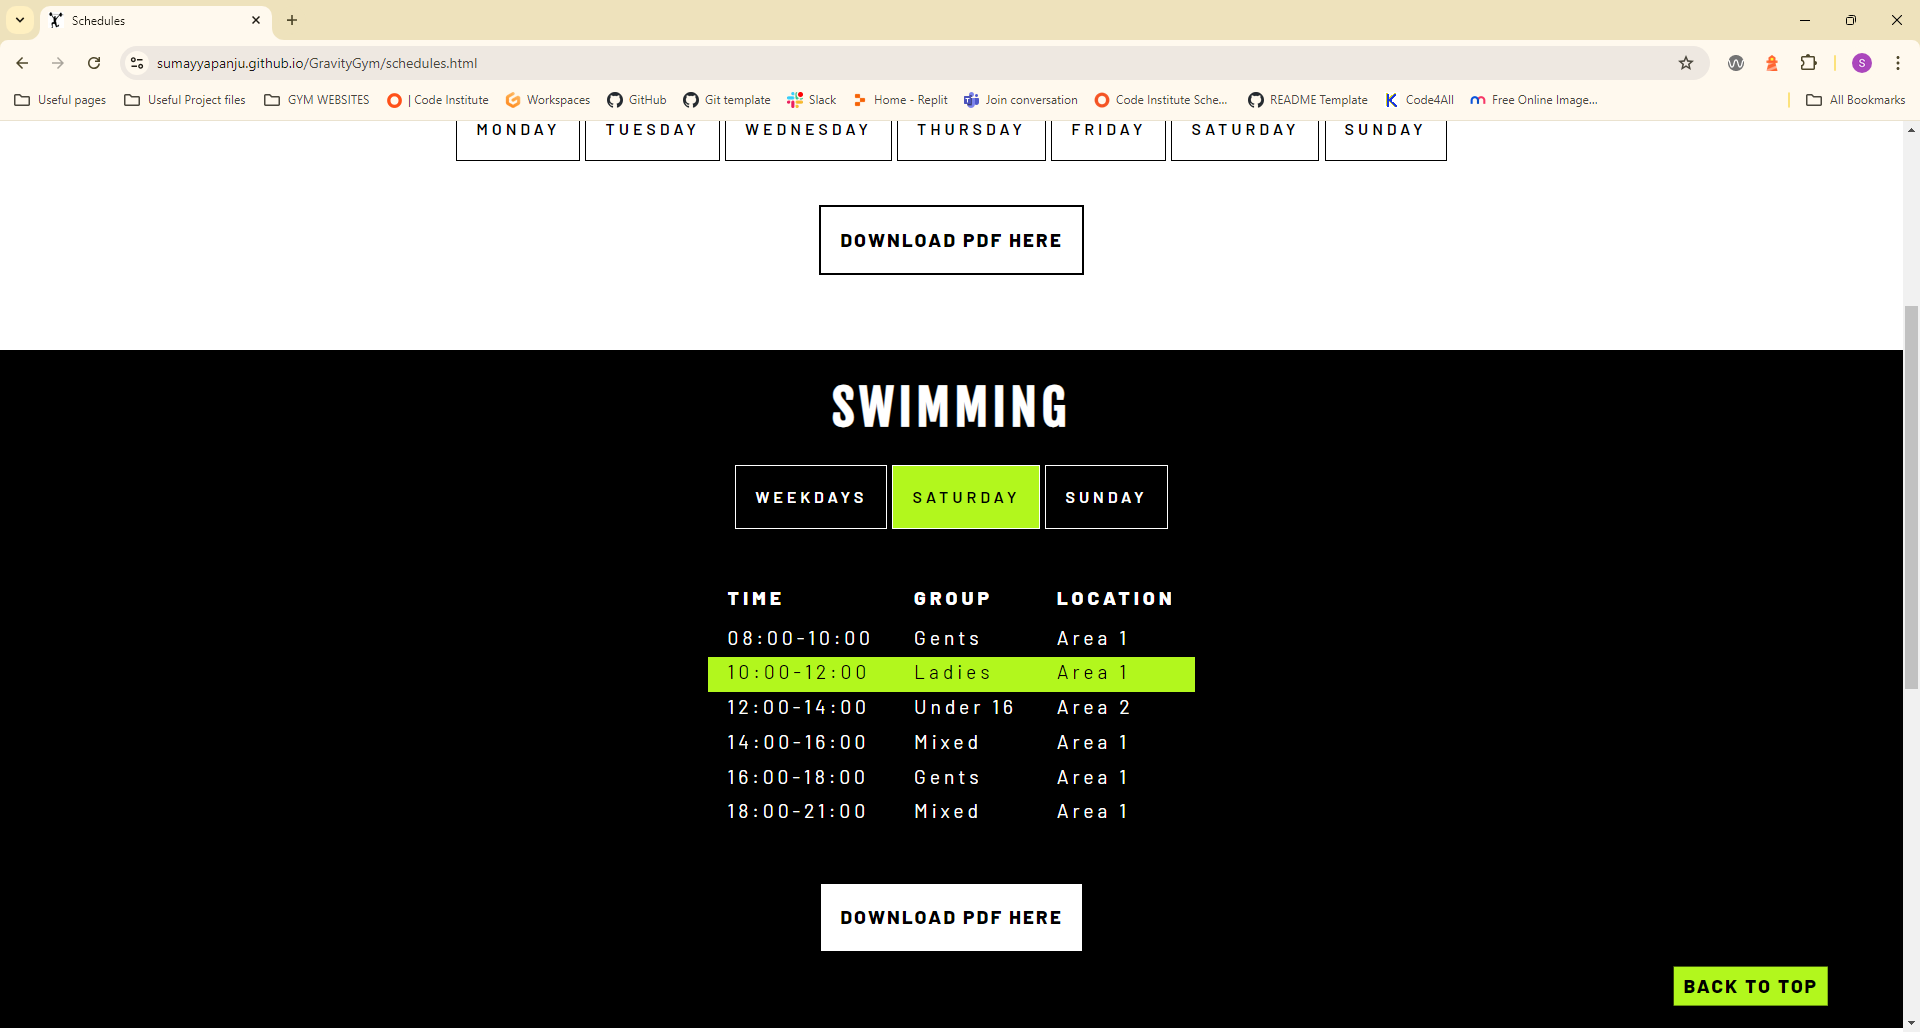 Schedules
sumayyapanju.github.io/GravityGym/schedules.html
S
Useful pages Useful Project files GYM WEBSITES | Code Institute Workspaces GitHub Git template Slack Home - Replit Join conversation Code Institute Sche... README Template Code4All Free Online Image... All Bookmarks
MONDAY TUESDAY WEDNESDAY THURSDAY FRIDAY SATURDAY SUNDAY
DOWNLOAD PDF HERE
SWIMMING
WEEKDAYS SATURDAY SUNDAY
TIME GROUP LOCATION
08:00-10:00 Gents Area 1
10:00-12:00 Ladies Area 1
12:00-14:00 Under 16 Area 2
14:00-16:00 Mixed Area 1
16:00-18:00 Gents Area 1
18:00-21:00 Mixed Area 1
DOWNLOAD PDF HERE
BACK TO TOP